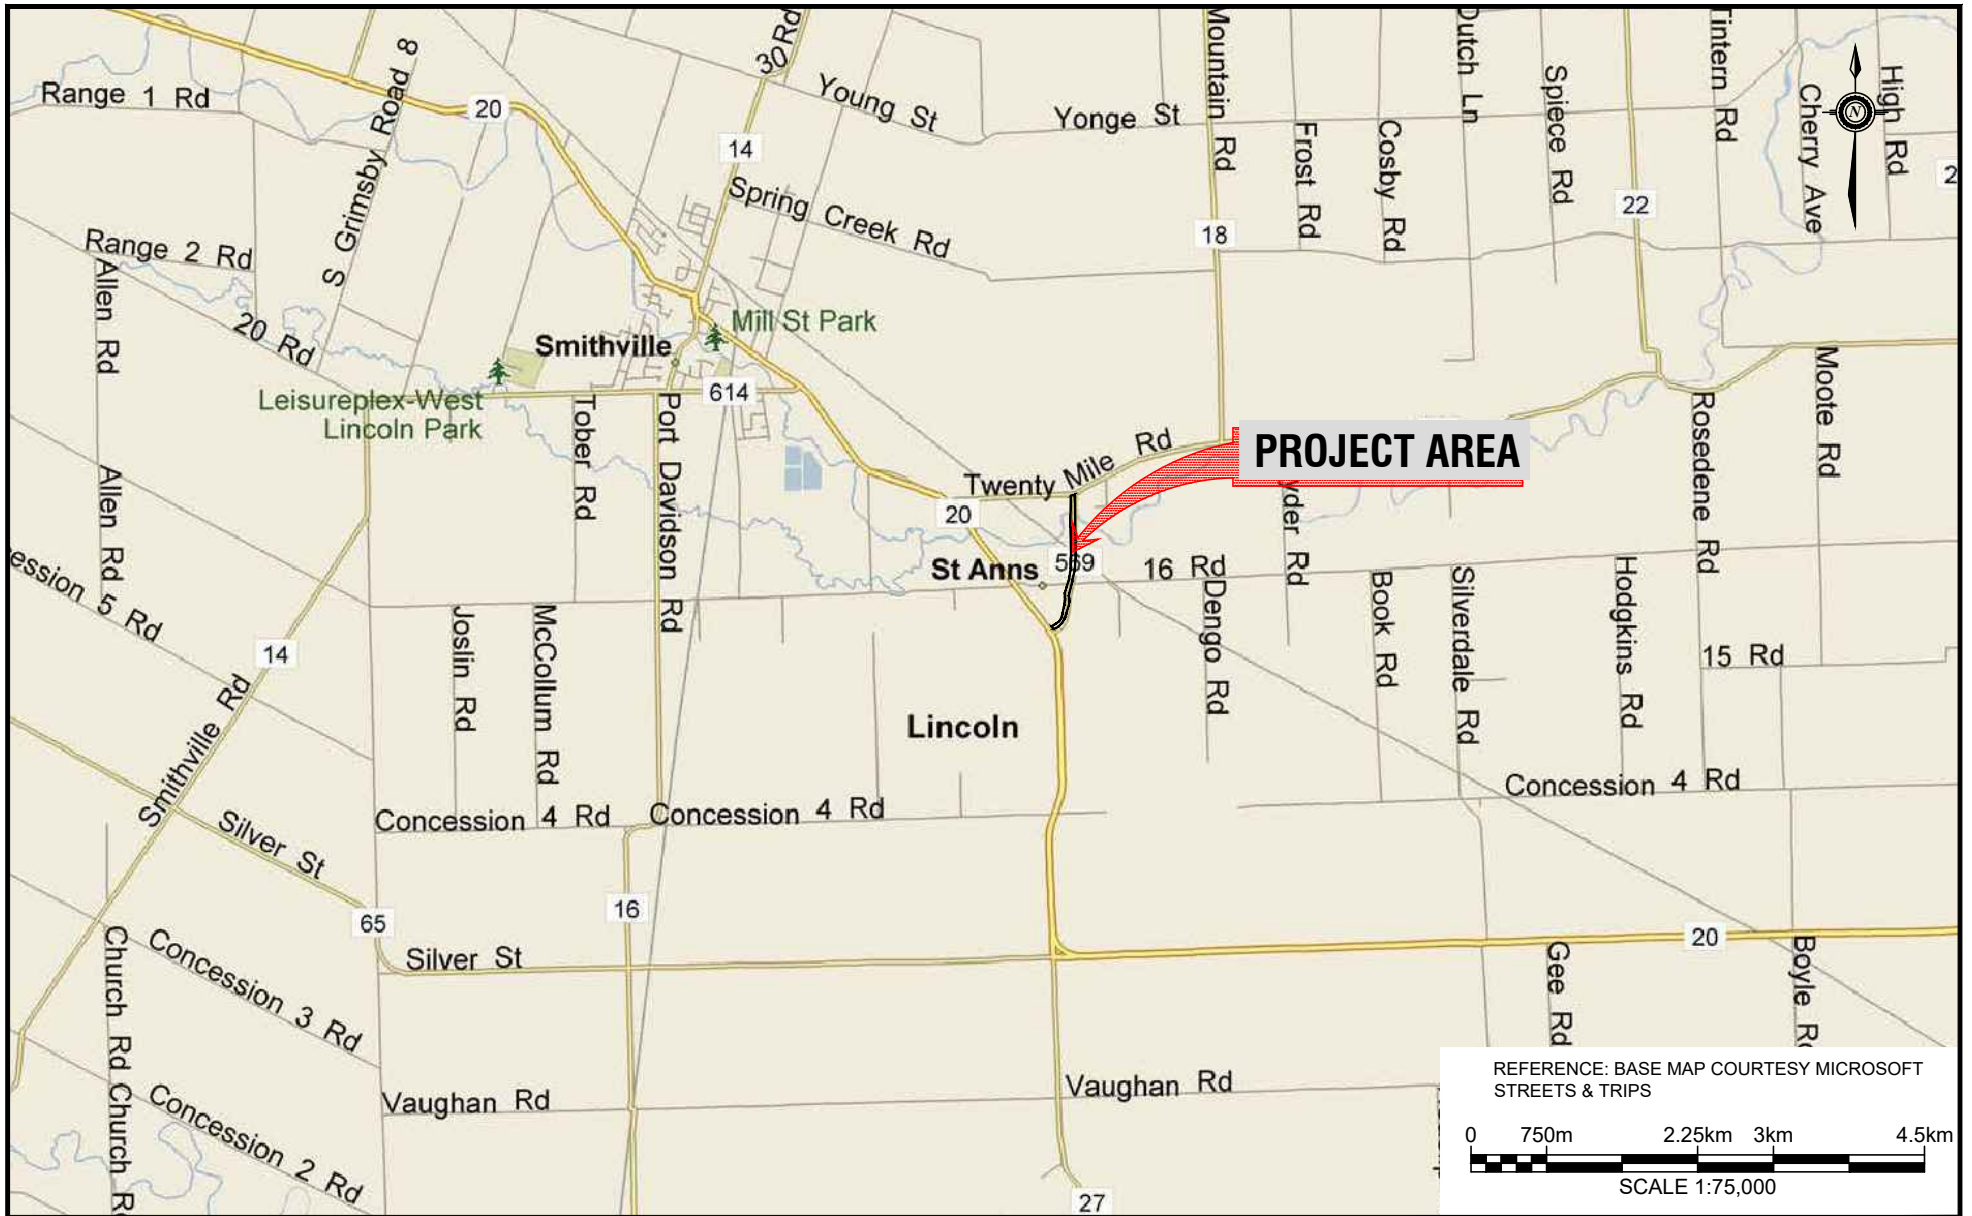 30 Rd
Mountain Rd
Dutch Ln
Tintern Rd
Range 1 Rd
S Grimsby Road 8
20
Young St
Yonge St
Spiece Rd
Cherry Ave
High Rd
N
14
Frost Rd
Cosby Rd
Spring Creek Rd
22
2
Range 2 Rd
18
Allen Rd
20 Rd
Mill St Park
Smithville
Moote Rd
Leisureplex-West
Lincoln Park
614
Tober Rd
Port Davidson Rd
Rosedene Rd
PROJECT AREA
Twenty Mile Rd
Allen Rd
20
yder Rd
St Anns
569
16 Rd
ession 5 Rd
Joslin Rd
McCollum Rd
Dengo Rd
Book Rd
Silverdale Rd
Hodgkins Rd
14
15 Rd
Smithville Rd
Lincoln
Concession 4 Rd
Concession 4 Rd
Concession 4 Rd
Silver St
65
16
20
Church Rd
Concession 3 Rd
Silver St
Gee Rd
Boyle Rd
Vaughan Rd
Vaughan Rd
Church Rd
Concession 2 Rd
27
REFERENCE: BASE MAP COURTESY MICROSOFT
STREETS & TRIPS
0 750m 2.25km 3km 4.5km
SCALE 1:75,000